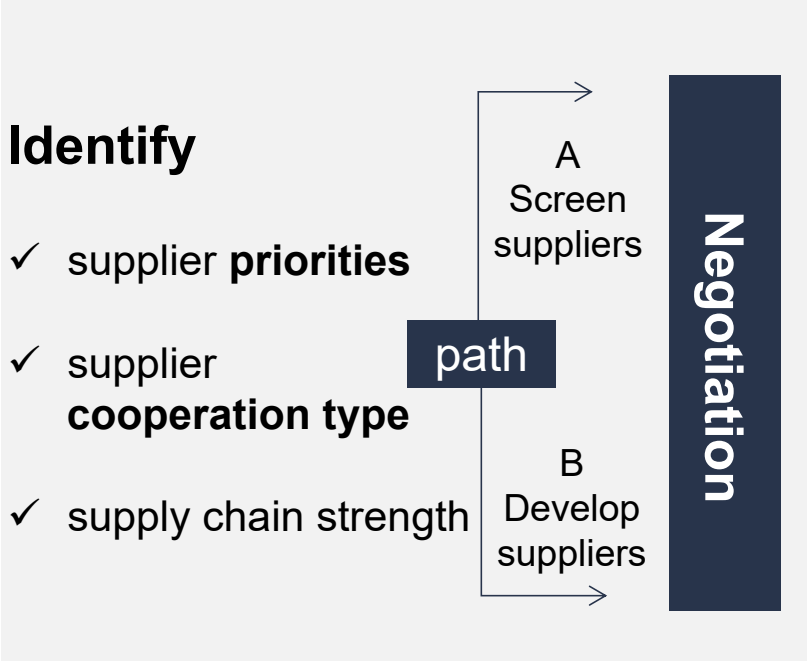 Identify
✓ supplier priorities
✓ supplier
cooperation type
✓ supply chain strength
path
A
Screen
suppliers
B
Develop
suppliers
Negotiation